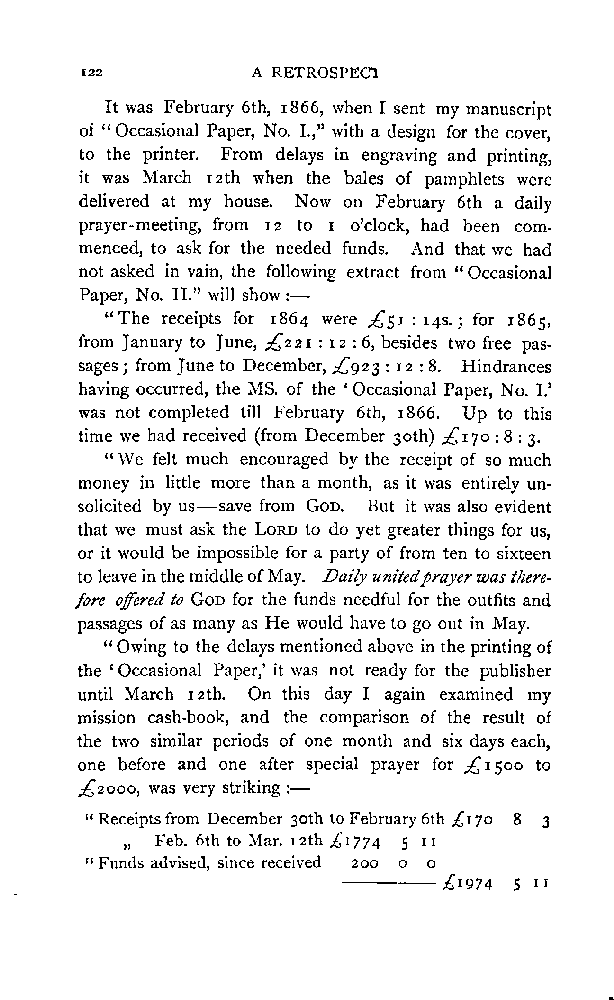 122 A RETROSPECT
It was February 6th, 1866, when I sent my manuscript
of “Occasional Paper, No. I.,” with a design for the cover,
to the printer. From delays in engraving and printing,
it was March 12th when the bales of pamphlets were
delivered at my house. Now on February 6th a daily
prayer-meeting, from 12 to 1 o’clock, had been com-
menced, to ask for the needed funds. And that we had
not asked in vain, the following extract from “Occasional
Paper, No. II.” will show :—
“The receipts for 1864 were £51 : 14s. ; for 1865,
from January to June, £221 : 12 : 6, besides two free pas-
sages ; from June to December, £923 : 12 : 8. Hindrances
having occurred, the MS. of the ‘Occasional Paper, No. I.’
was not completed till February 6th, 1866. Up to this
time we had received (from December 30th) £170 : 8 : 3.
“We felt much encouraged by the receipt of so much
money in little more than a month, as it was entirely un-
solicited by us—save from GOD. But it was also evident
that we must ask the LORD to do yet greater things for us,
or it would be impossible for a party of from ten to sixteen
to leave in the middle of May. Daily united prayer was there-
fore offered to GOD for the funds needful for the outfits and
passages of as many as He would have to go out in May.
“Owing to the delays mentioned above in the printing of
the ‘Occasional Paper,’ it was not ready for the publisher
until March 12th. On this day I again examined my
mission cash-book, and the comparison of the result of
the two similar periods of one month and six days each,
one before and one after special prayer for £1500 to
£2000, was very striking :—
“Receipts from December 30th to February 6th £170 8 3
„ Feb. 6th to Mar. 12th £1774 5 11
“Funds advised, since received 200 0 0
——— £1974 5 11